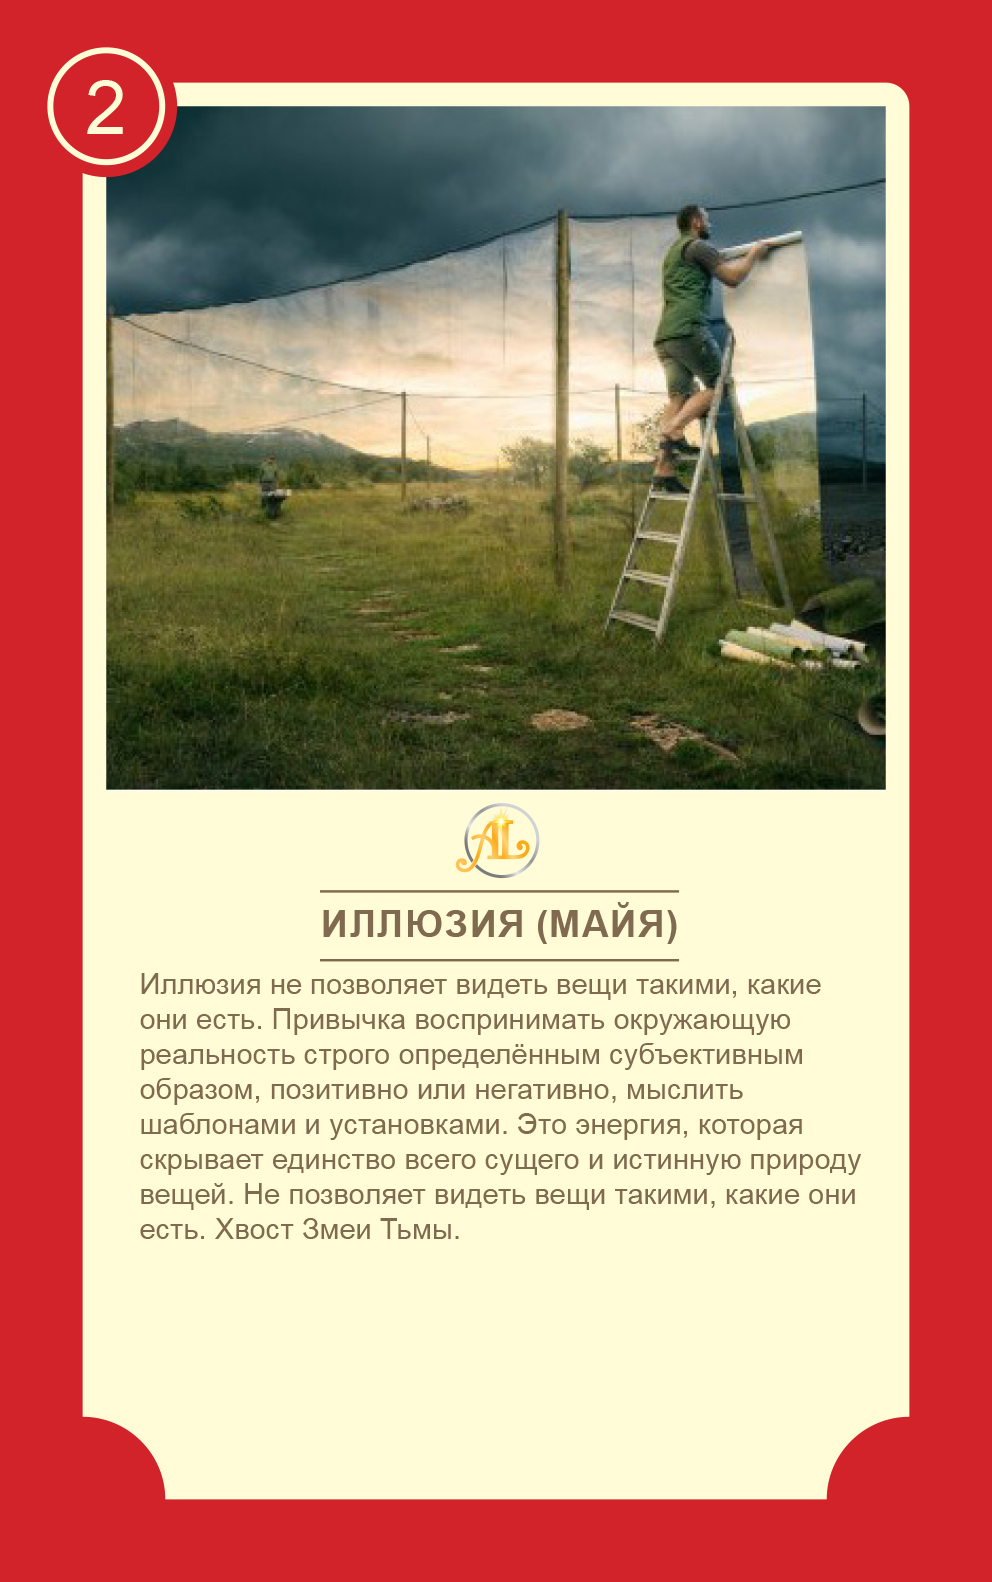 2
AL
ИЛЛЮЗИЯ (МАЙЯ)
Иллюзия не позволяет видеть вещи такими, какие
они есть. Привычка воспринимать окружающую
реальность строго определённым субъективным
образом, позитивно или негативно, мыслить
шаблонами и установками. Это энергия, которая
скрывает единство всего сущего и истинную природу
вещей. Не позволяет видеть вещи такими, какие они
есть. Хвост Змеи Тьмы.